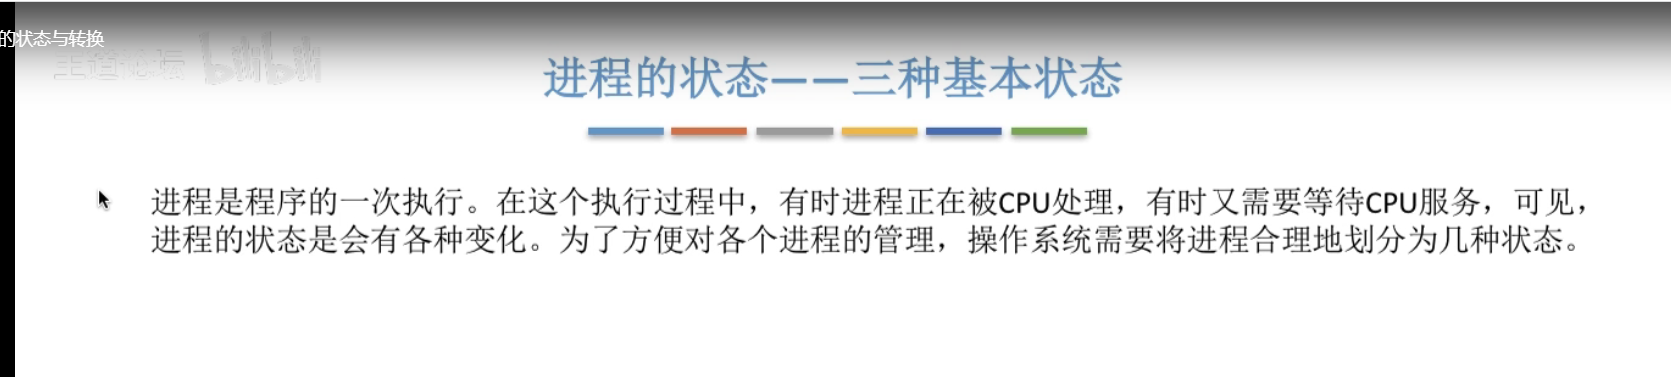 的状态与转换
王道论坛 bilibili
进程的状态——三种基本状态
进程是程序的一次执行。在这个执行过程中，有时进程正在被CPU处理，有时又需要等待CPU服务，可见，
进程的状态是会有各种变化。为了方便对各个进程的管理，操作系统需要将进程合理地划分为几种状态。